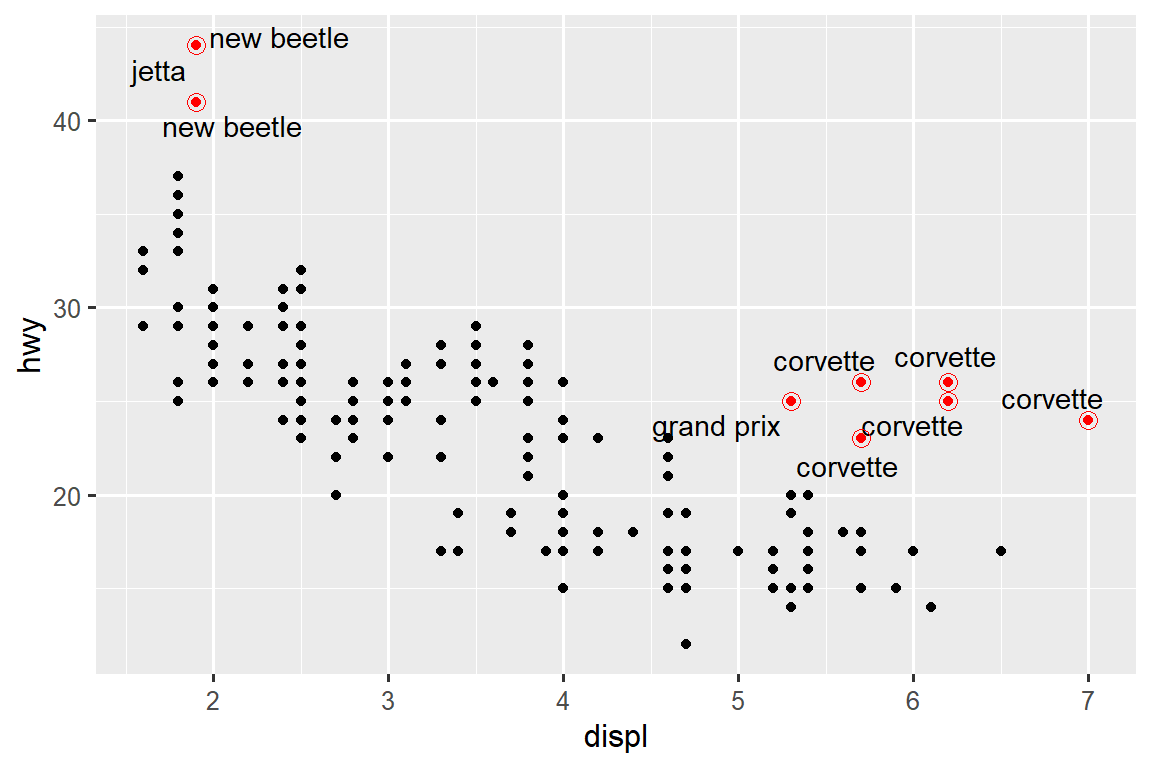 new beetle
jetta
40
new beetle
30
hwy
corvette
corvette
corvette
grand prix
corvette
corvette
20
2
3
4
5
6
7
displ